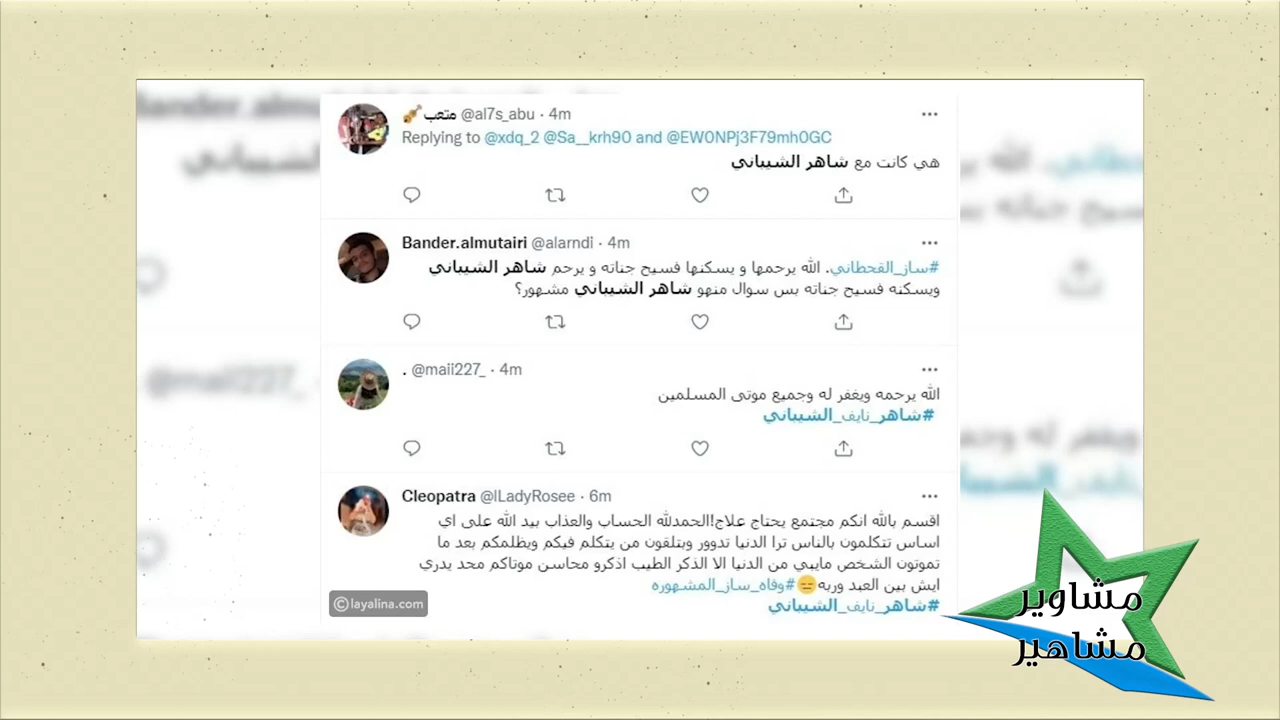 متعب🎻 @al7s_abu · 4m
Replying to @xdq_2 @Sa__krh90 and @EW0NPj3F79mh0GC
هي كانت مع شاهر الشيباني
Bander.almutairi @alarndi · 4m
#ساز_القحطاني. الله يرحمها و يسكنها فسيح جناته و يرحم شاهر الشيباني
ويسكنه فسيح جناته بس سوال منهو شاهر الشيباني مشهور؟
. @maii227_ · 4m
الله يرحمه ويغفر له وجميع موتى المسلمين
#شاهر_نايف_الشيباني
Cleopatra @lLadyRosee · 6m
اقسم بالله انكم مجتمع يحتاج علاج!الحمدلله الحساب والعذاب بيد الله على اي
اساس تتكلمون بالناس ترا الدنيا تدوور وبتلقون من يتكلم فيكم ويظلمكم بعد ما
تموتون الشخص مايبي من الدنيا الا الذكر الطيب اذكرو محاسن موتاكم محد يدري
ايش بين العبد وربه😑#وفاه_ساز_المشهوره
#شاهر_نايف_الشيباني
©layalina.com
مشاوير
مشاهير